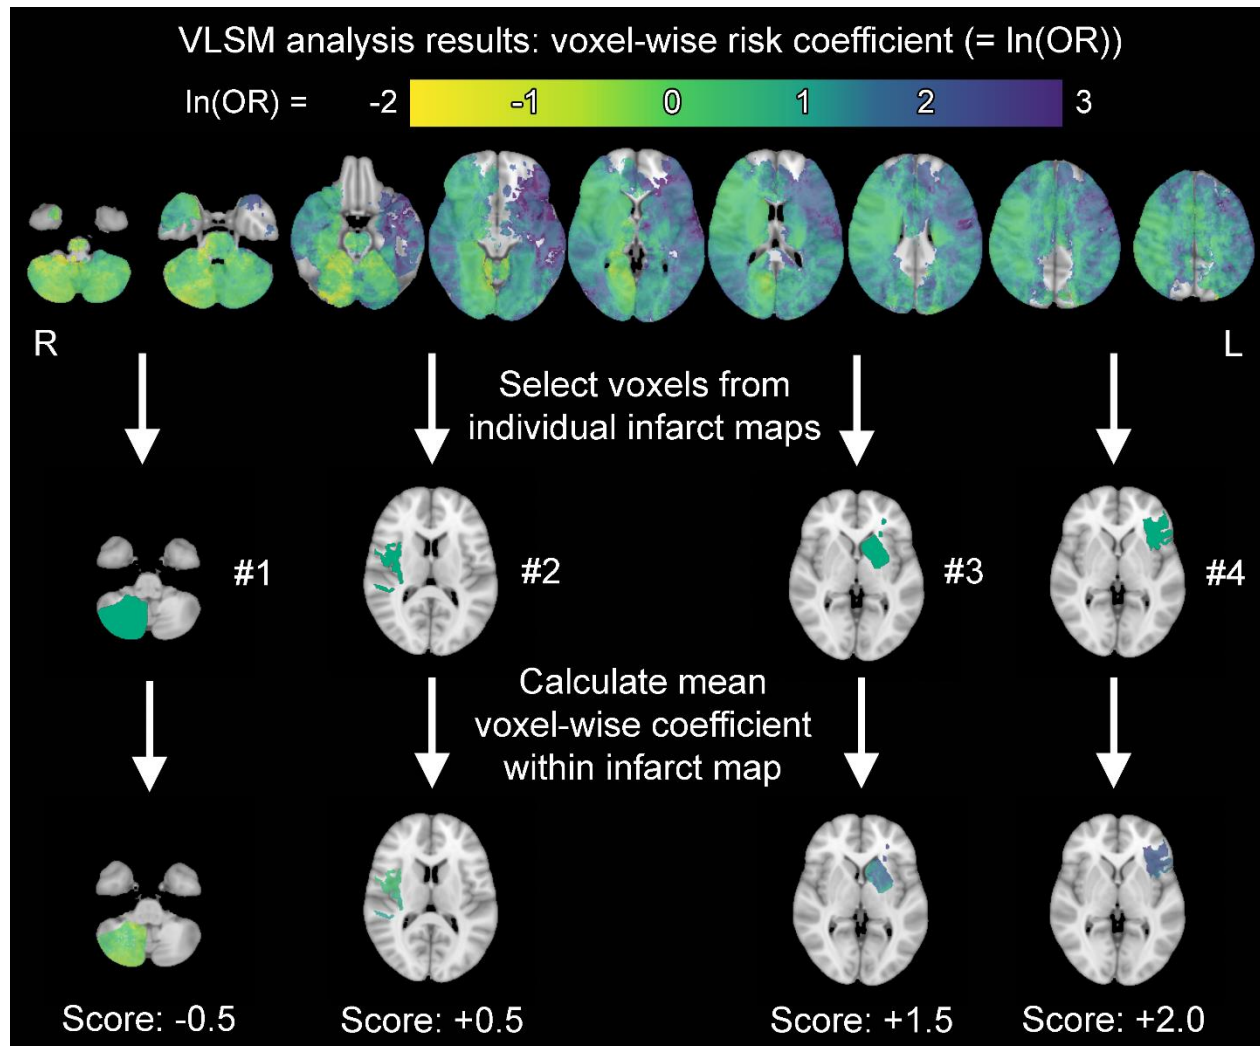 VLSM analysis results: voxel-wise risk coefficient (= ln(OR))
ln(OR) = -2 -1 0 1 2 3
R L
Select voxels from
individual infarct maps
#1 #2 #3 #4
Calculate mean
voxel-wise coefficient
within infarct map
Score: -0.5 Score: +0.5 Score: +1.5 Score: +2.0